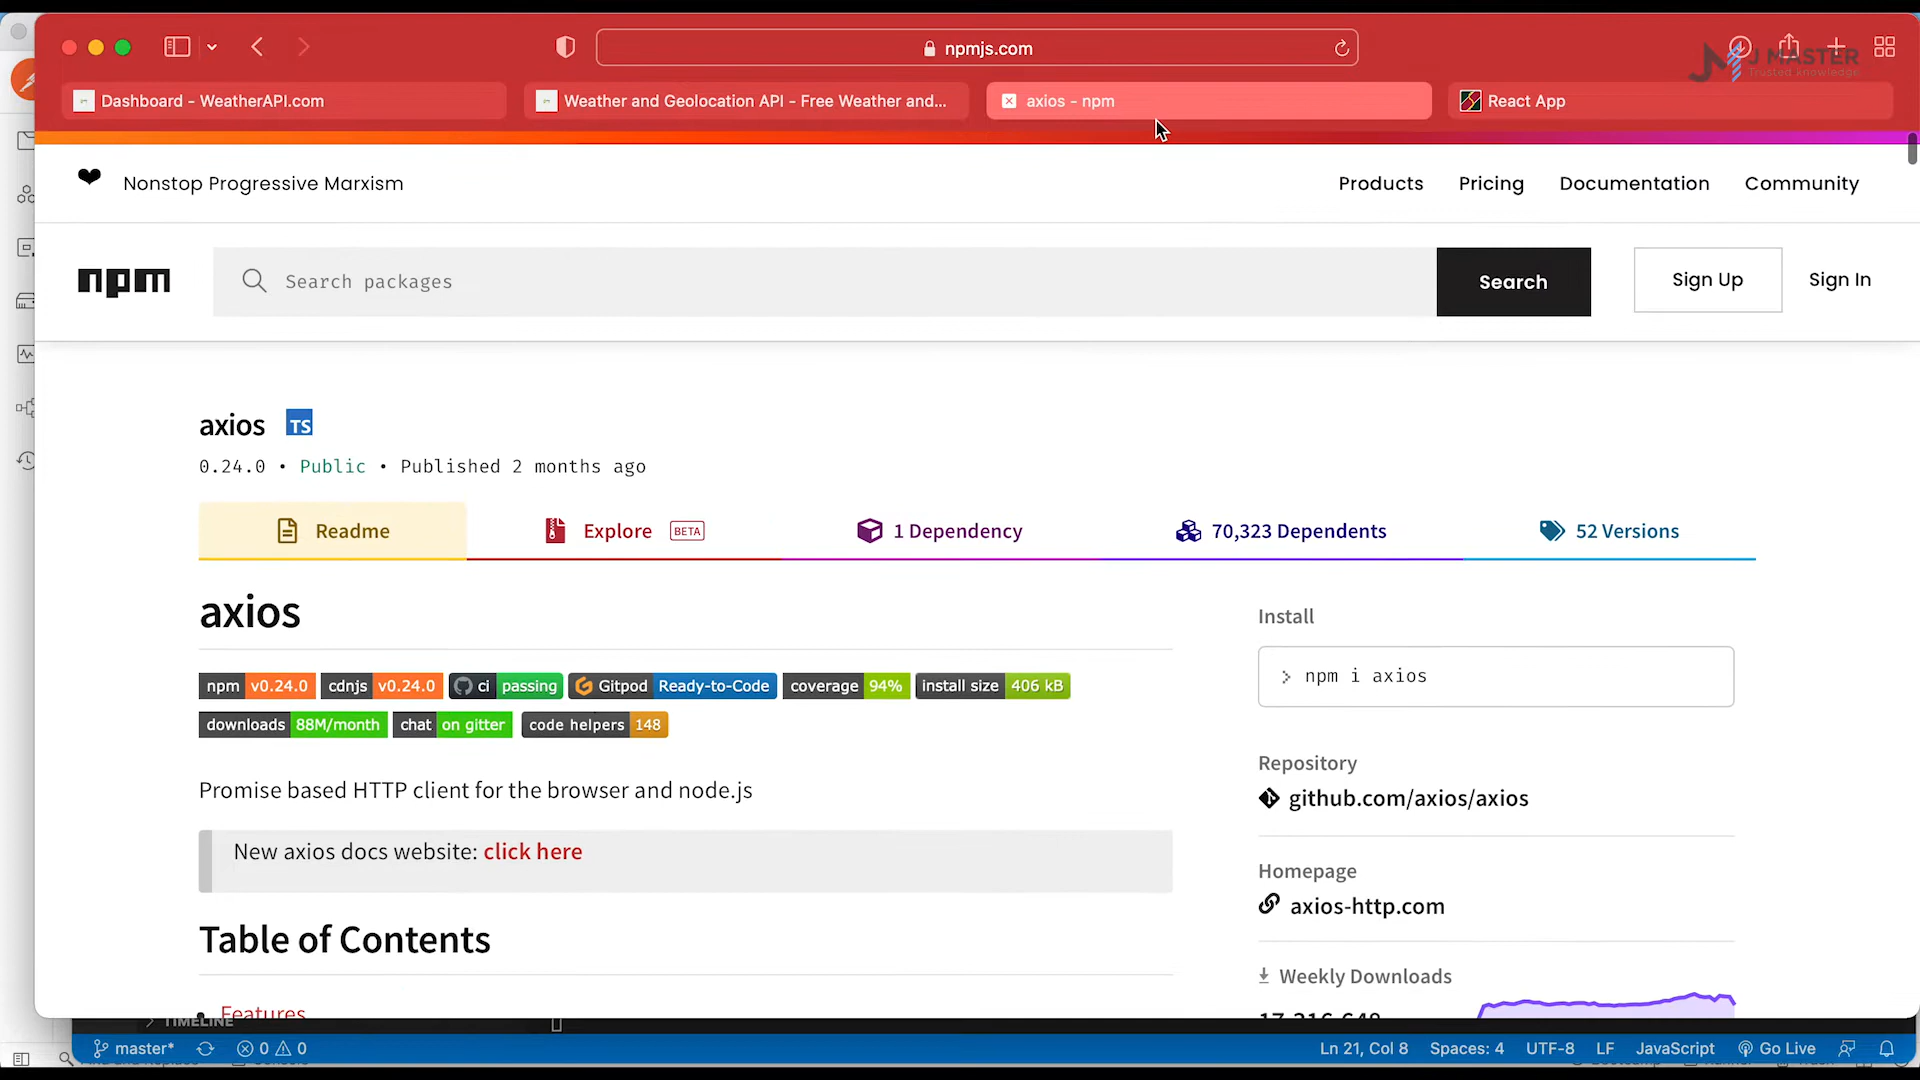 npmjs.com
J MASTER
Trusted knowledge
Dashboard - WeatherAPI.com
Weather and Geolocation API - Free Weather and...
axios - npm
React App
Nonstop Progressive Marxism
Products
Pricing
Documentation
Community
npm
Search packages
Search
Sign Up
Sign In
axios TS
0.24.0 • Public • Published 2 months ago
Readme
Explore BETA
1 Dependency
70,323 Dependents
52 Versions
axios
npm v0.24.0 cdnjs v0.24.0 ci passing Gitpod Ready-to-Code coverage 94% install size 406 kB
downloads 88M/month chat on gitter code helpers 148
Promise based HTTP client for the browser and node.js
New axios docs website: click here
Table of Contents
Features
Install
> npm i axios
Repository
github.com/axios/axios
Homepage
axios-http.com
Weekly Downloads
TIMELINE
master* 0 0
Ln 21, Col 8 Spaces: 4 UTF-8 LF JavaScript Go Live